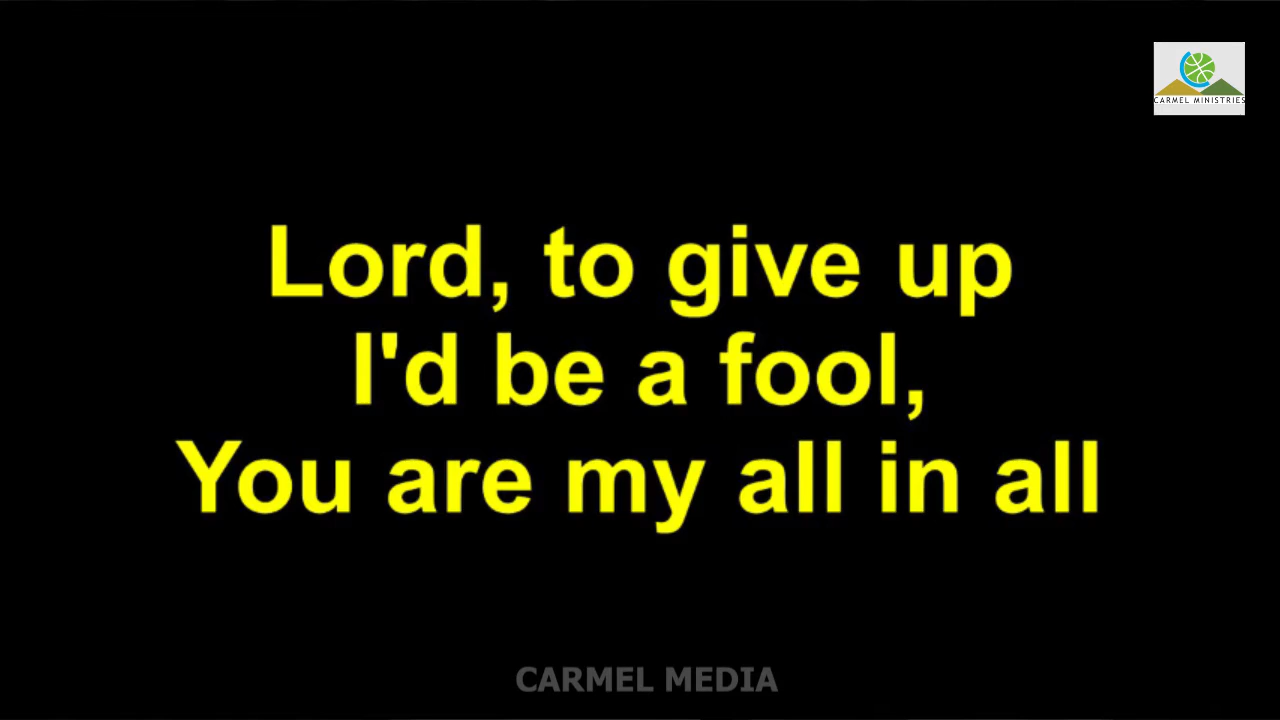 CARMEL MINISTRIES
Lord, to give up
I'd be a fool,
You are my all in all
CARMEL MEDIA